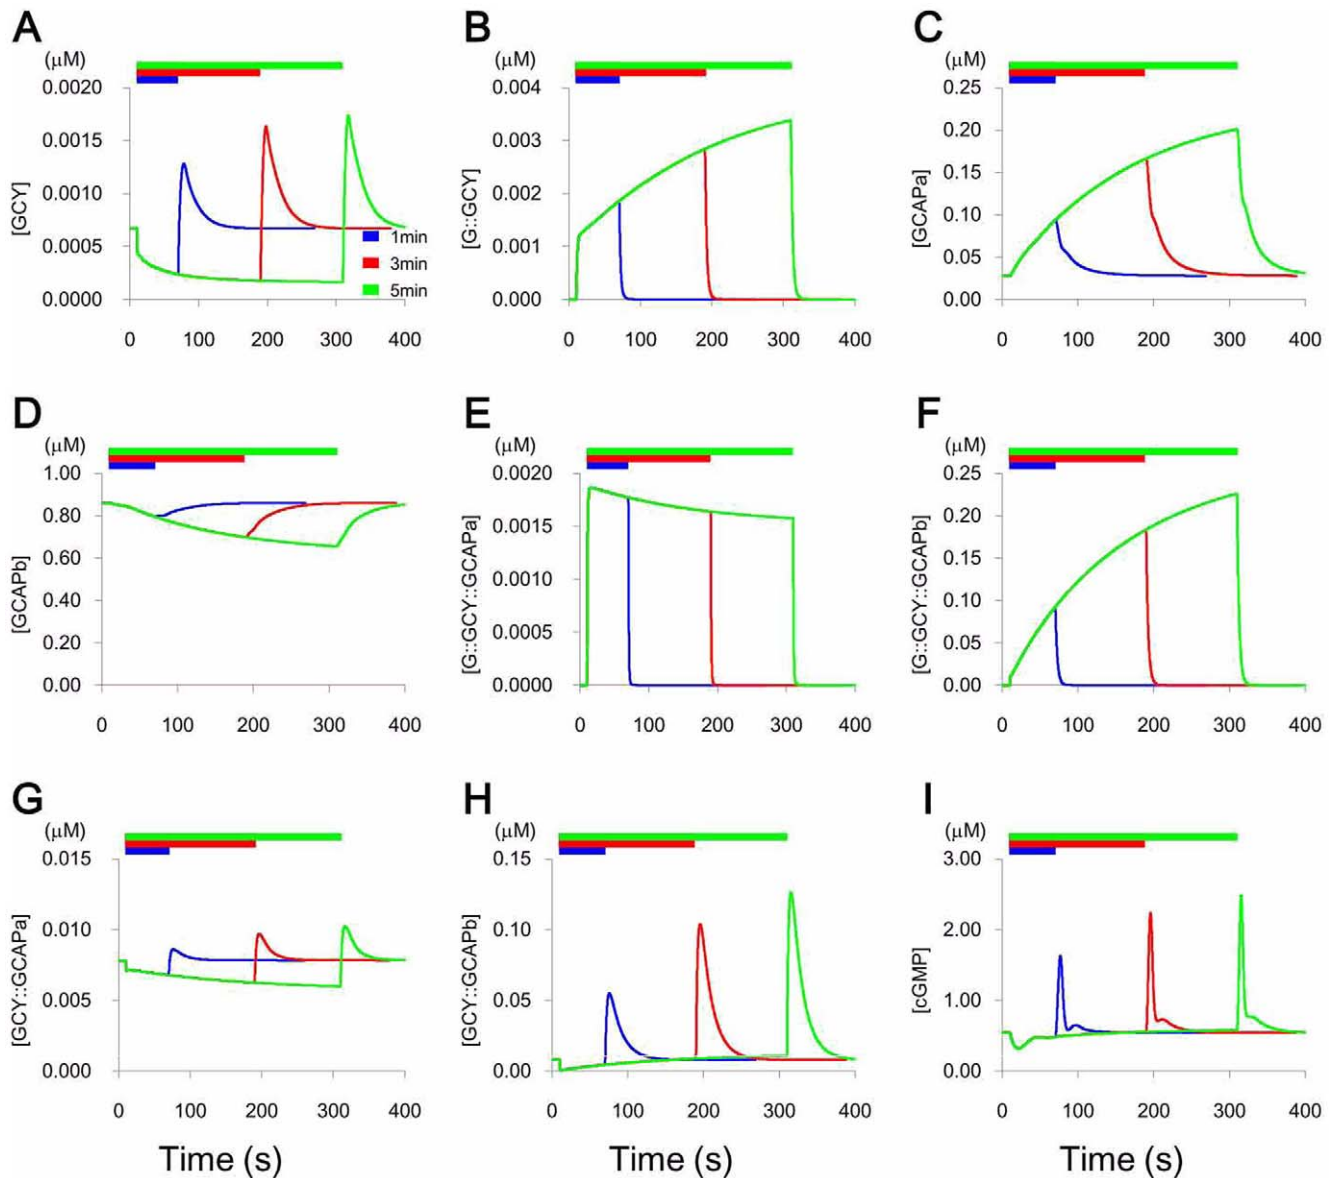 A
(μM)
0.0020
0.0015
0.0010
0.0005
0.0000
[GCY]
0 100 200 300 400
1min
3min
5min
B
(μM)
0.004
0.003
0.002
0.001
0.000
[G::GCY]
0 100 200 300 400
C
(μM)
0.25
0.20
0.15
0.10
0.05
0.00
[GCAPa]
0 100 200 300 400
D
(μM)
1.00
0.80
0.60
0.40
0.20
0.00
[GCAPb]
0 100 200 300 400
E
(μM)
0.0020
0.0015
0.0010
0.0005
0.0000
[G::GCY::GCAPa]
0 100 200 300 400
F
(μM)
0.25
0.20
0.15
0.10
0.05
0.00
[G::GCY::GCAPb]
0 100 200 300 400
G
(μM)
0.015
0.010
0.005
0.000
[GCY::GCAPa]
0 100 200 300 400
Time (s)
H
(μM)
0.15
0.10
0.05
0.00
[GCY::GCAPb]
0 100 200 300 400
Time (s)
I
(μM)
3.00
2.00
1.00
0.00
[cGMP]
0 100 200 300 400
Time (s)